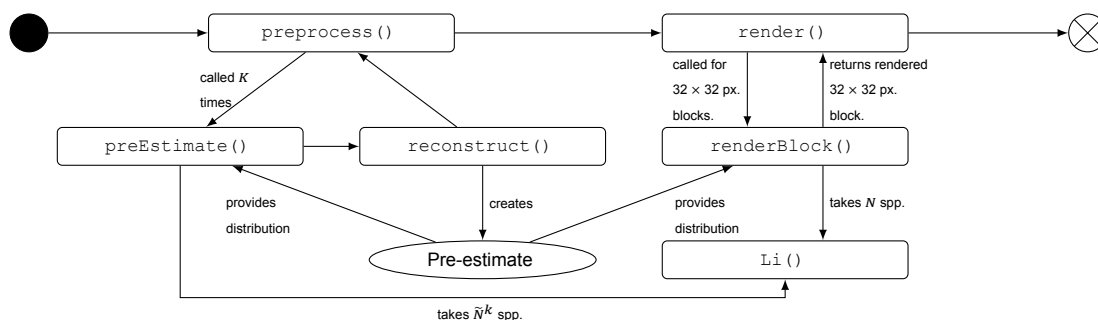 preprocess()
render()
called K
times
called for
32 × 32 px.
blocks.
returns rendered
32 × 32 px.
block.
preEstimate()
reconstruct()
renderBlock()
provides
distribution
creates
provides
distribution
takes N spp.
Pre-estimate
Li()
takes Ñᵏ spp.